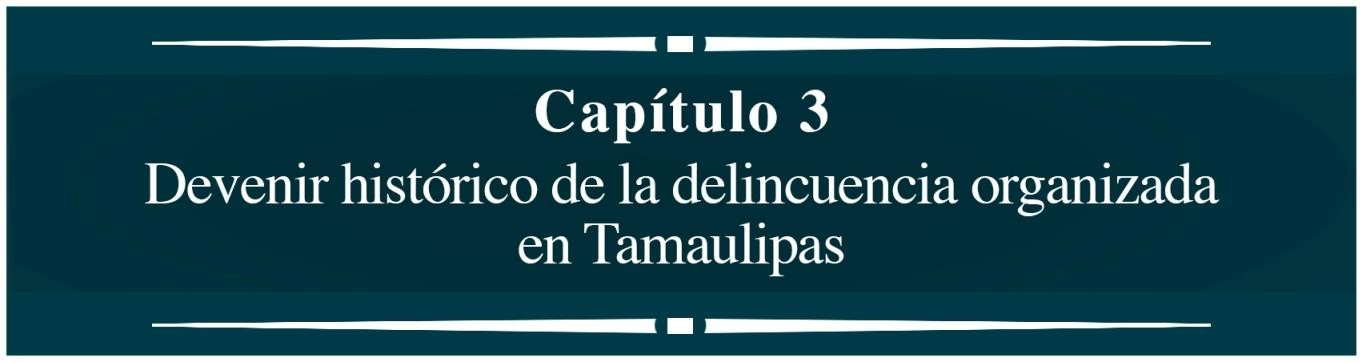 Capítulo 3
Devenir histórico de la delincuencia organizada
en Tamaulipas